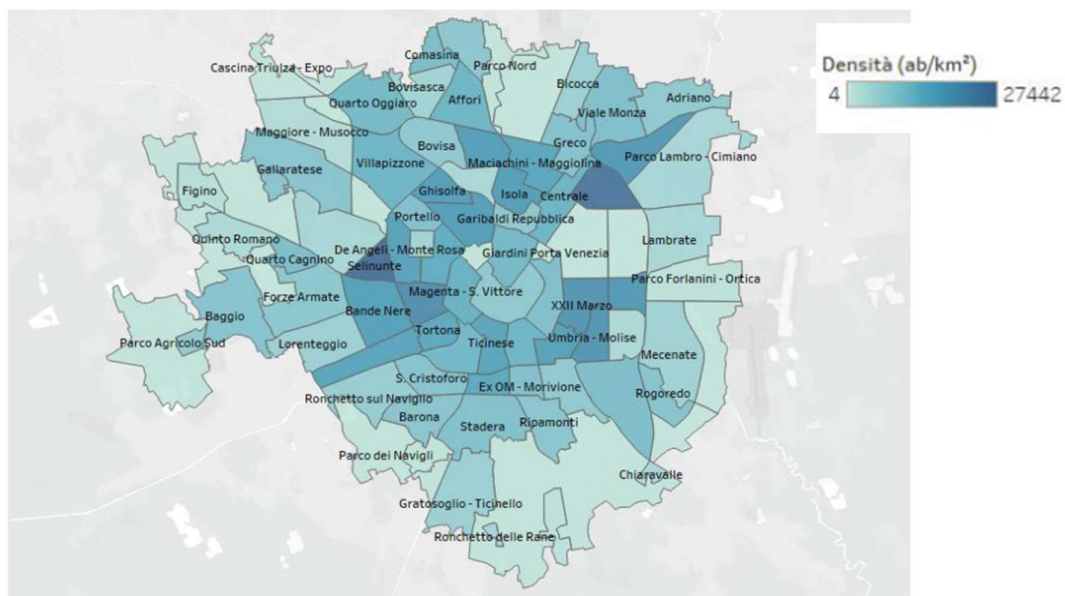 Densità (ab/km²)
4 27442
Comasina
Cascina Triulza - Expo
Parco Nord
Bovisasca
Bicocca
Quarto Oggiaro
Affori
Adriano
Viale Monza
Maggiore - Musocco
Bovisa
Greco
Villapizzone
Maciachini - Maggiolina
Parco Lambro - Cimiano
Gallaratese
Figino
Ghisolfa
Isola
Centrale
Portello
Garibaldi Repubblica
Quinto Romano
De Angeli - Monte Rosa
Giardini Porta Venezia
Lambrate
Quarto Cagnino
Selinunte
Parco Forlanini - Ortica
Forze Armate
Magenta - S. Vittore
XXII Marzo
Baggio
Bande Nere
Tortona
Ticinese
Umbria - Molise
Parco Agricolo Sud
Lorenteggio
Mecenate
S. Cristoforo
Ex OM - Morivione
Ronchetto sul Naviglio
Rogoredo
Barona
Stadera
Ripamonti
Parco dei Navigli
Chiaravalle
Gratosoglio - Ticinello
Ronchetto delle Rane